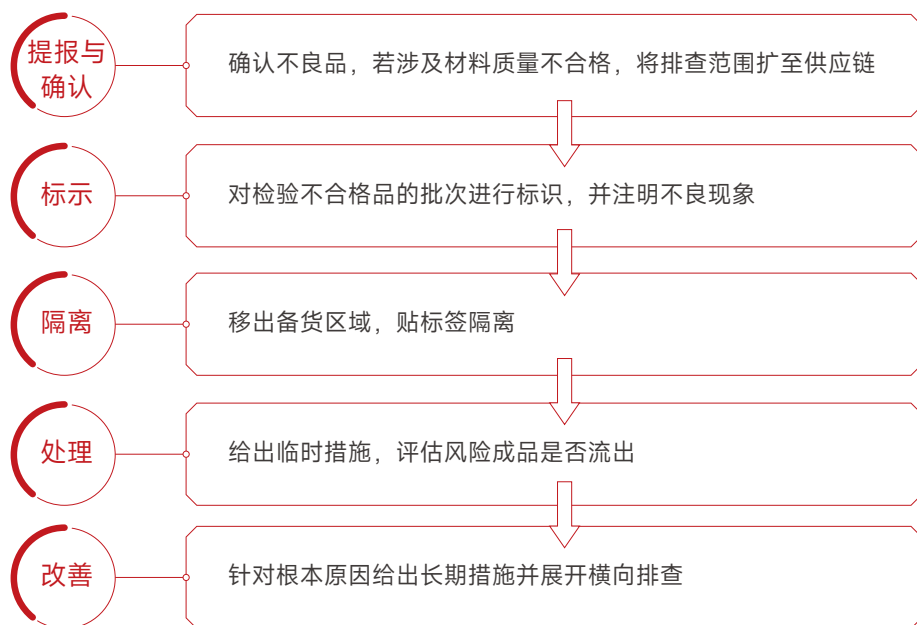 提报与
确认
确认不良品，若涉及材料质量不合格，将排查范围扩至供应链
标示
对检验不合格品的批次进行标识，并注明不良现象
隔离
移出备货区域，贴标签隔离
处理
给出临时措施，评估风险成品是否流出
改善
针对根本原因给出长期措施并展开横向排查